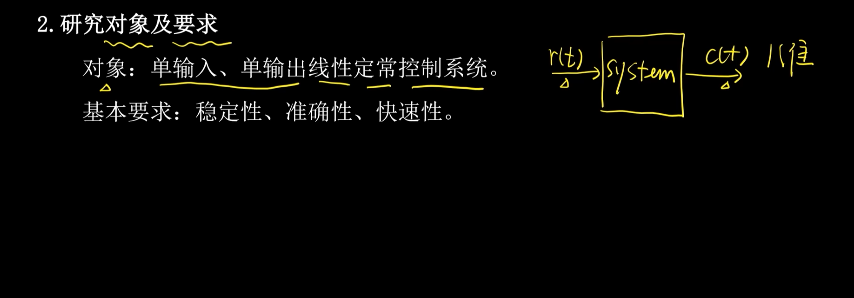 2. 研究对象及要求
对象：单输入、单输出线性定常控制系统。
基本要求：稳定性、准确性、快速性。
r(t) system c(t)